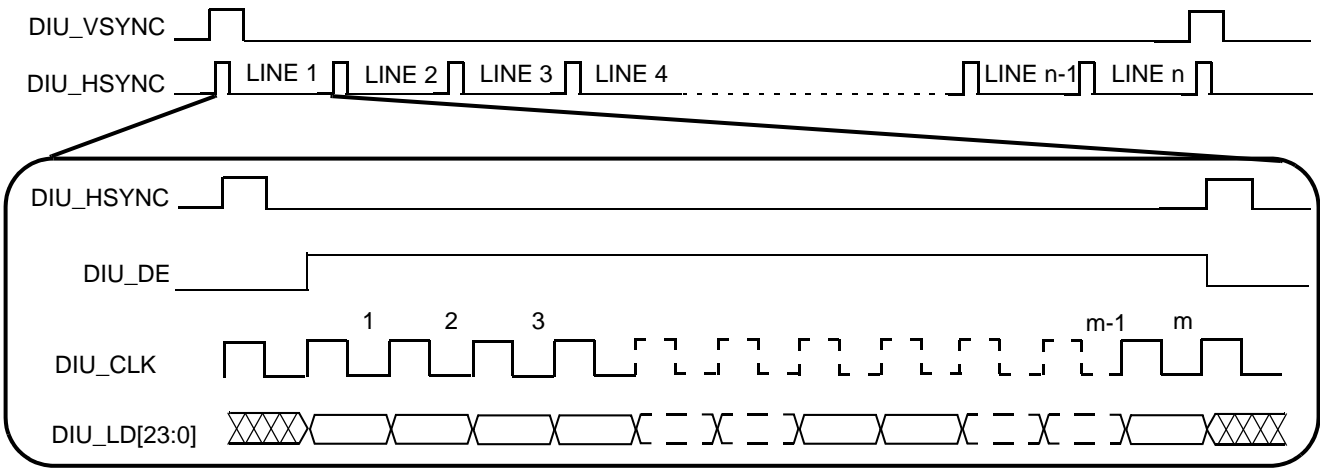 DIU_VSYNC
DIU_HSYNC LINE 1 LINE 2 LINE 3 LINE 4 LINE n-1 LINE n
DIU_HSYNC
DIU_DE
1 2 3 m-1 m
DIU_CLK
DIU_LD[23:0]